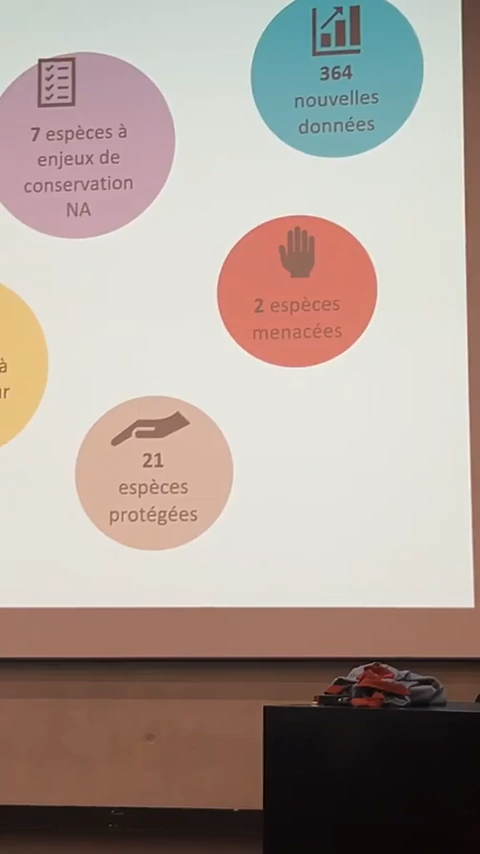 364
nouvelles
données
7 espèces à
enjeux de
conservation
NA
2 espèces
menacées
à
21
espèces
protégées